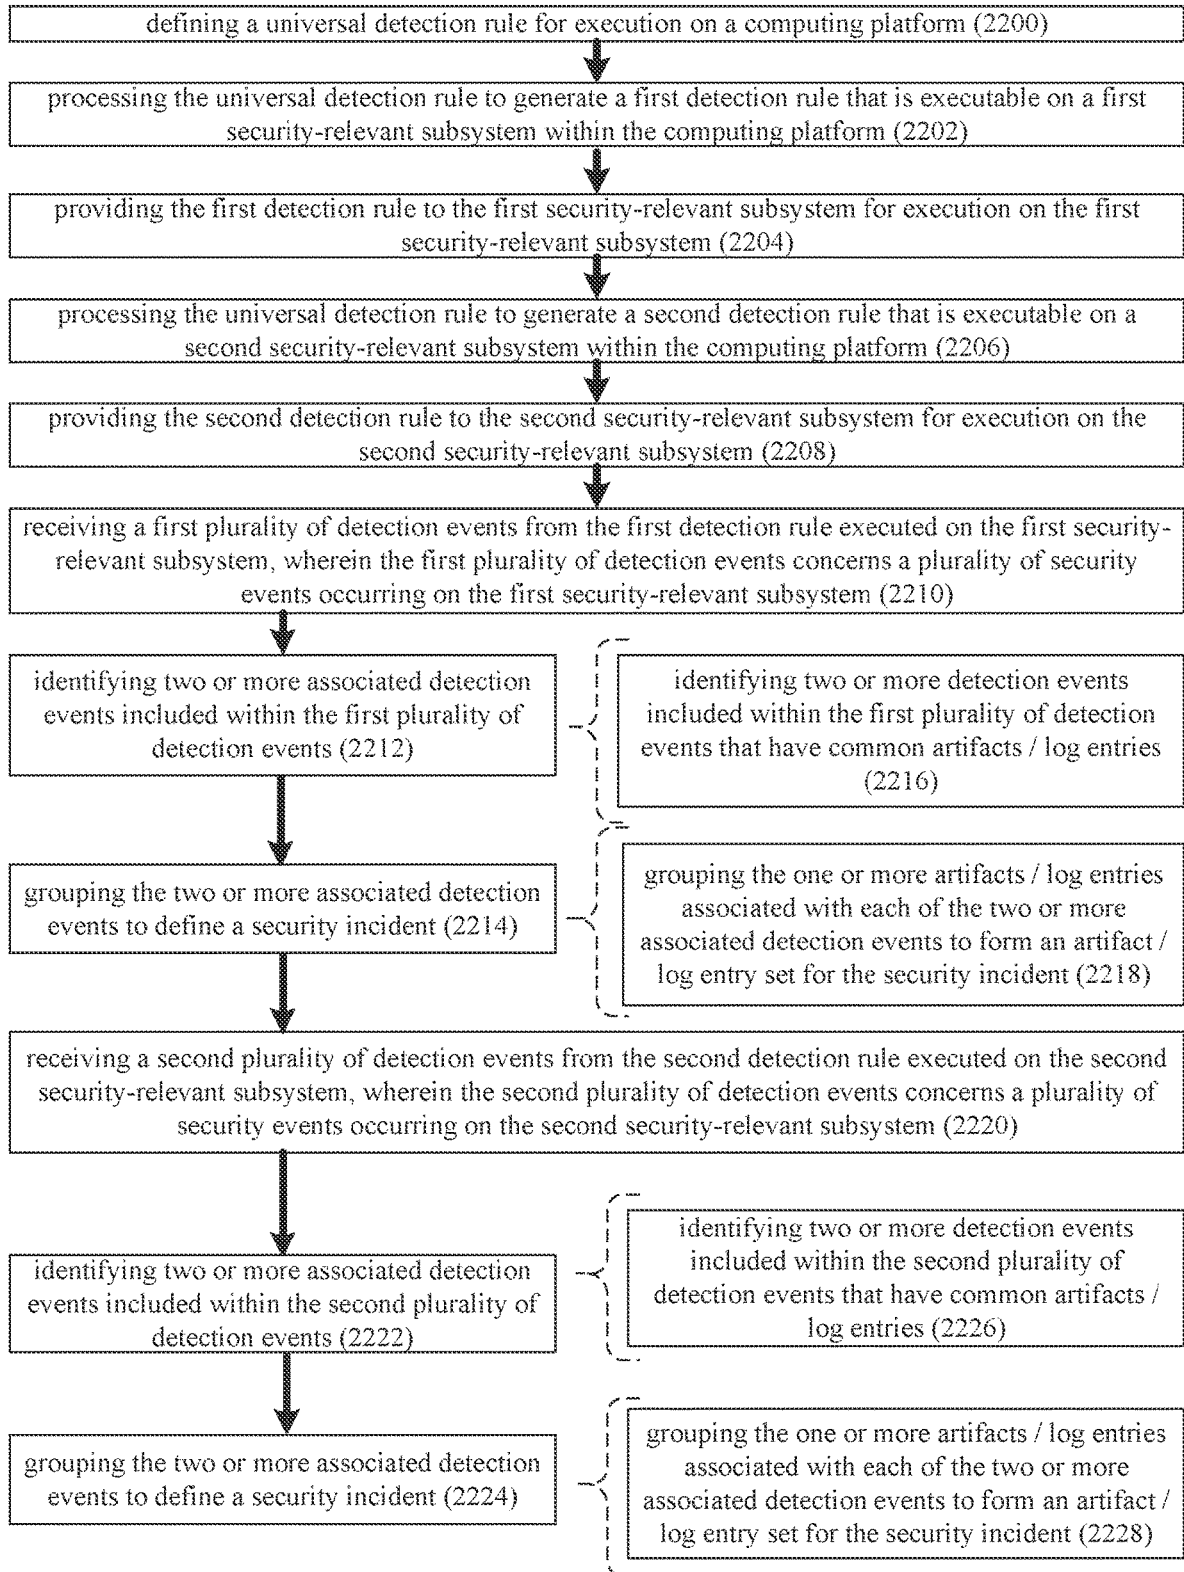 defining a universal detection rule for execution on a computing platform (2200)
processing the universal detection rule to generate a first detection rule that is executable on a first
security-relevant subsystem within the computing platform (2202)
providing the first detection rule to the first security-relevant subsystem for execution on the first
security-relevant subsystem (2204)
processing the universal detection rule to generate a second detection rule that is executable on a
second security-relevant subsystem within the computing platform (2206)
providing the second detection rule to the second security-relevant subsystem for execution on the
second security-relevant subsystem (2208)
receiving a first plurality of detection events from the first detection rule executed on the first security-
relevant subsystem, wherein the first plurality of detection events concerns a plurality of security
events occurring on the first security-relevant subsystem (2210)
identifying two or more associated detection
events included within the first plurality of
detection events (2212)
identifying two or more detection events
included within the first plurality of detection
events that have common artifacts / log entries
(2216)
grouping the two or more associated detection
events to define a security incident (2214)
grouping the one or more artifacts / log entries
associated with each of the two or more
associated detection events to form an artifact /
log entry set for the security incident (2218)
receiving a second plurality of detection events from the second detection rule executed on the second
security-relevant subsystem, wherein the second plurality of detection events concerns a plurality of
security events occurring on the second security-relevant subsystem (2220)
identifying two or more associated detection
events included within the second plurality of
detection events (2222)
identifying two or more detection events
included within the second plurality of
detection events that have common artifacts /
log entries (2226)
grouping the two or more associated detection
events to define a security incident (2224)
grouping the one or more artifacts / log entries
associated with each of the two or more
associated detection events to form an artifact /
log entry set for the security incident (2228)